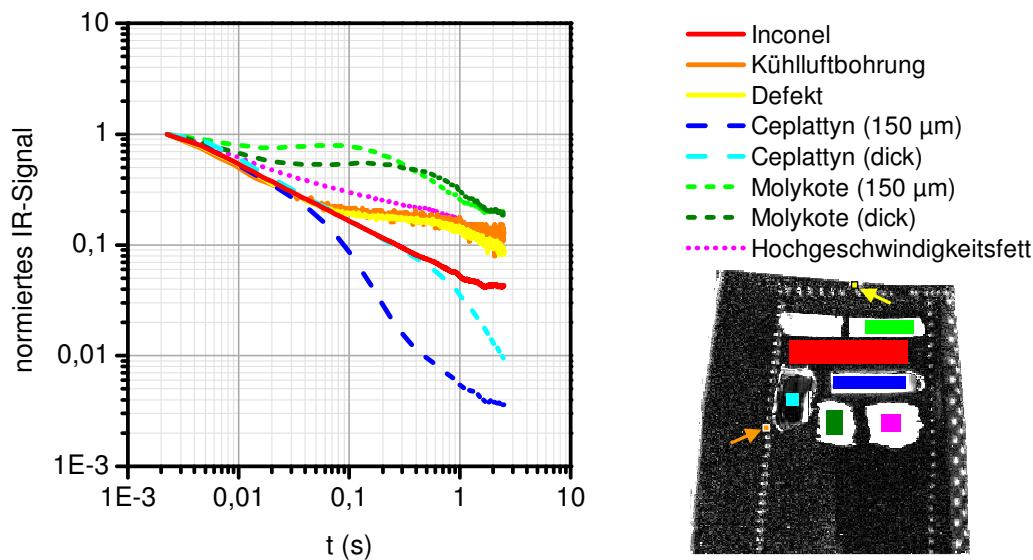 normiertes IR-Signal
10
1
0,1
0,01
1E-3
1E-3
0,01
0,1
1
10
t (s)
Inconel
Kühlluftbohrung
Defekt
Ceplattyn (150 µm)
Ceplattyn (dick)
Molykote (150 µm)
Molykote (dick)
Hochgeschwindigkeitsfett